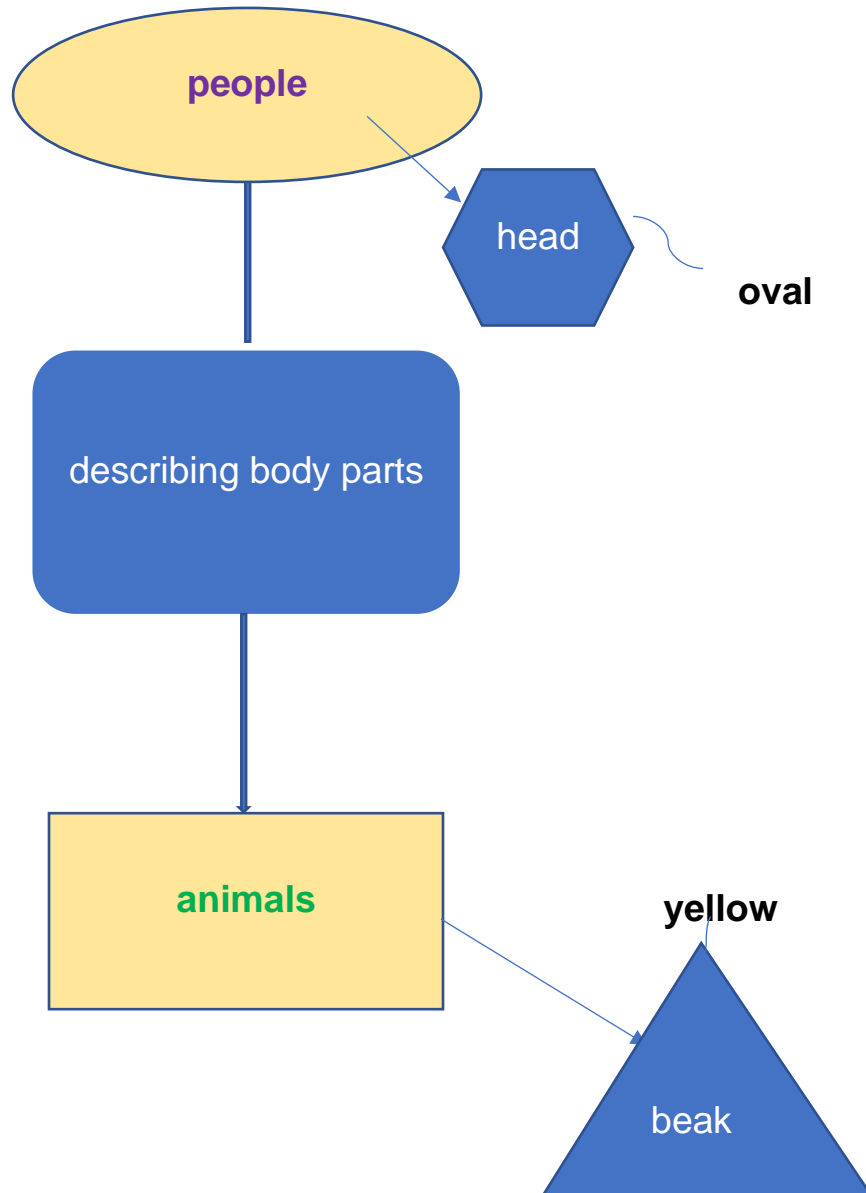 people
head
oval
describing body parts
animals
yellow
beak